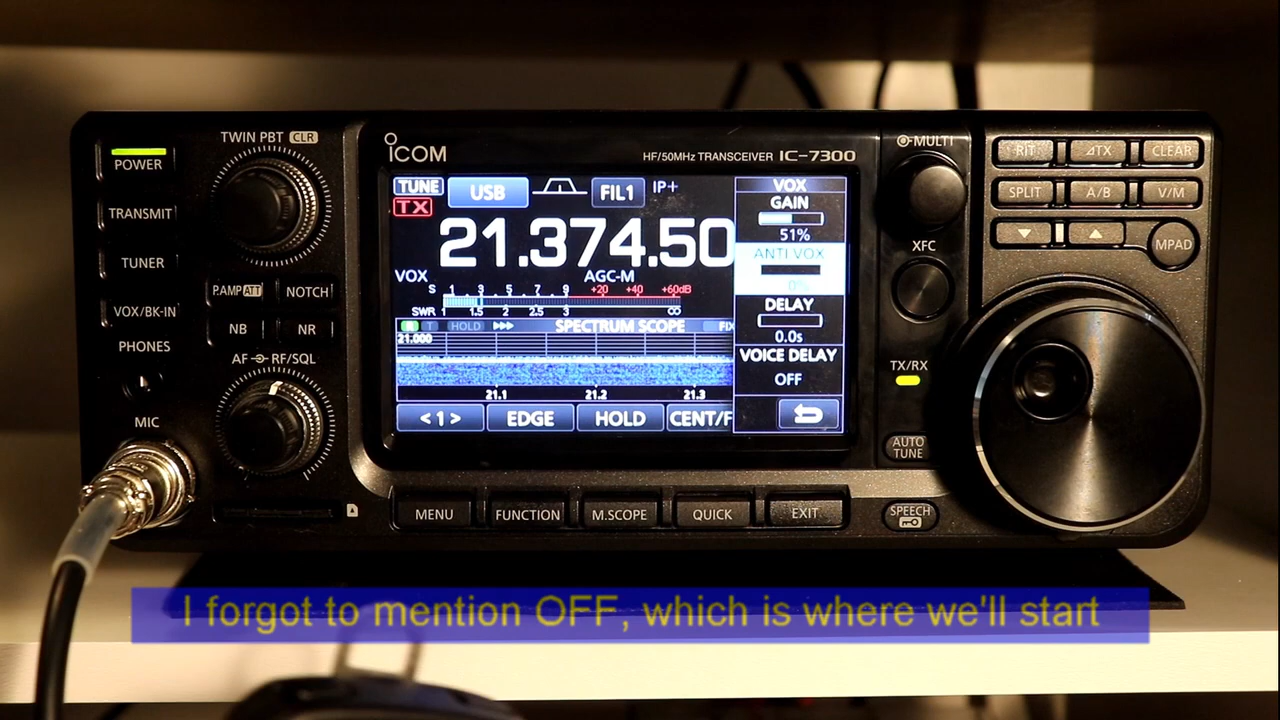 TWIN PBT CLR
POWER
TRANSMIT
TUNER
VOX/BK-IN
PHONES
MIC
P.AMP ATT
NOTCH
NB
NR
AF RF/SQL
ICOM
HF/50MHz TRANSCEIVER IC-7300
TUNE
USB
FIL1
IP+
TX
21.374.50
VOX
AGC-M
S 1 3 5 7 9 +20 +40 +60dB
SWR 1 1.5 2 2.5 3 ∞
HOLD
SPECTRUM SCOPE
FIX
21.000
21.1 21.2 21.3
<1>
EDGE
HOLD
CENT/F
VOX
GAIN
51%
ANTI VOX
0%
DELAY
0.0s
VOICE DELAY
OFF
MENU
FUNCTION
M.SCOPE
QUICK
EXIT
MULTI
XFC
TX/RX
AUTO
TUNE
SPEECH
RIT
⊿TX
CLEAR
SPLIT
A/B
V/M
MPAD
I forgot to mention OFF, which is where we'll start